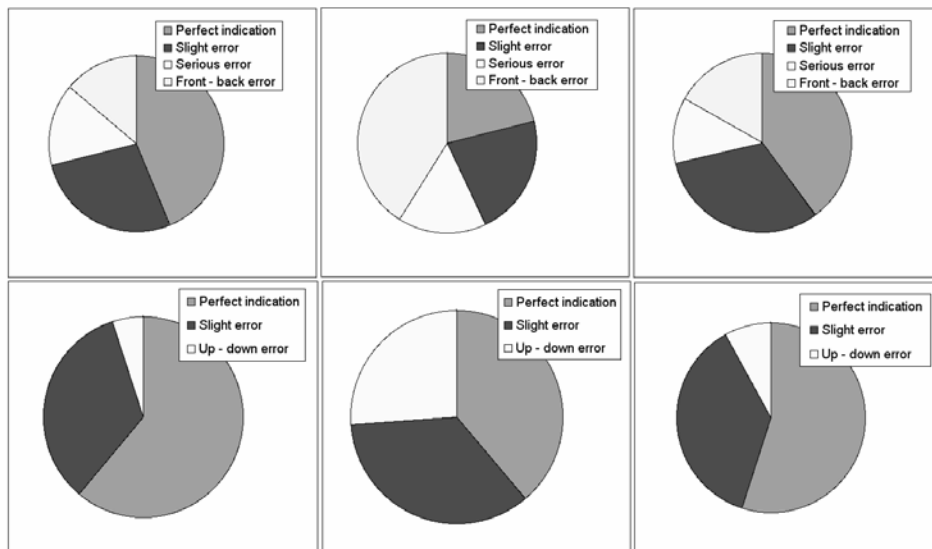 Perfect indication
Slight error
Serious error
Front - back error
Perfect indication
Slight error
Serious error
Front - back error
Perfect indication
Slight error
Serious error
Front - back error
Perfect indication
Slight error
Up - down error
Perfect indication
Slight error
Up - down error
Perfect indication
Slight error
Up - down error